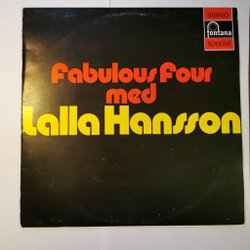 stereo
fontana
special
Fabulous Four
med
Lalla Hansson